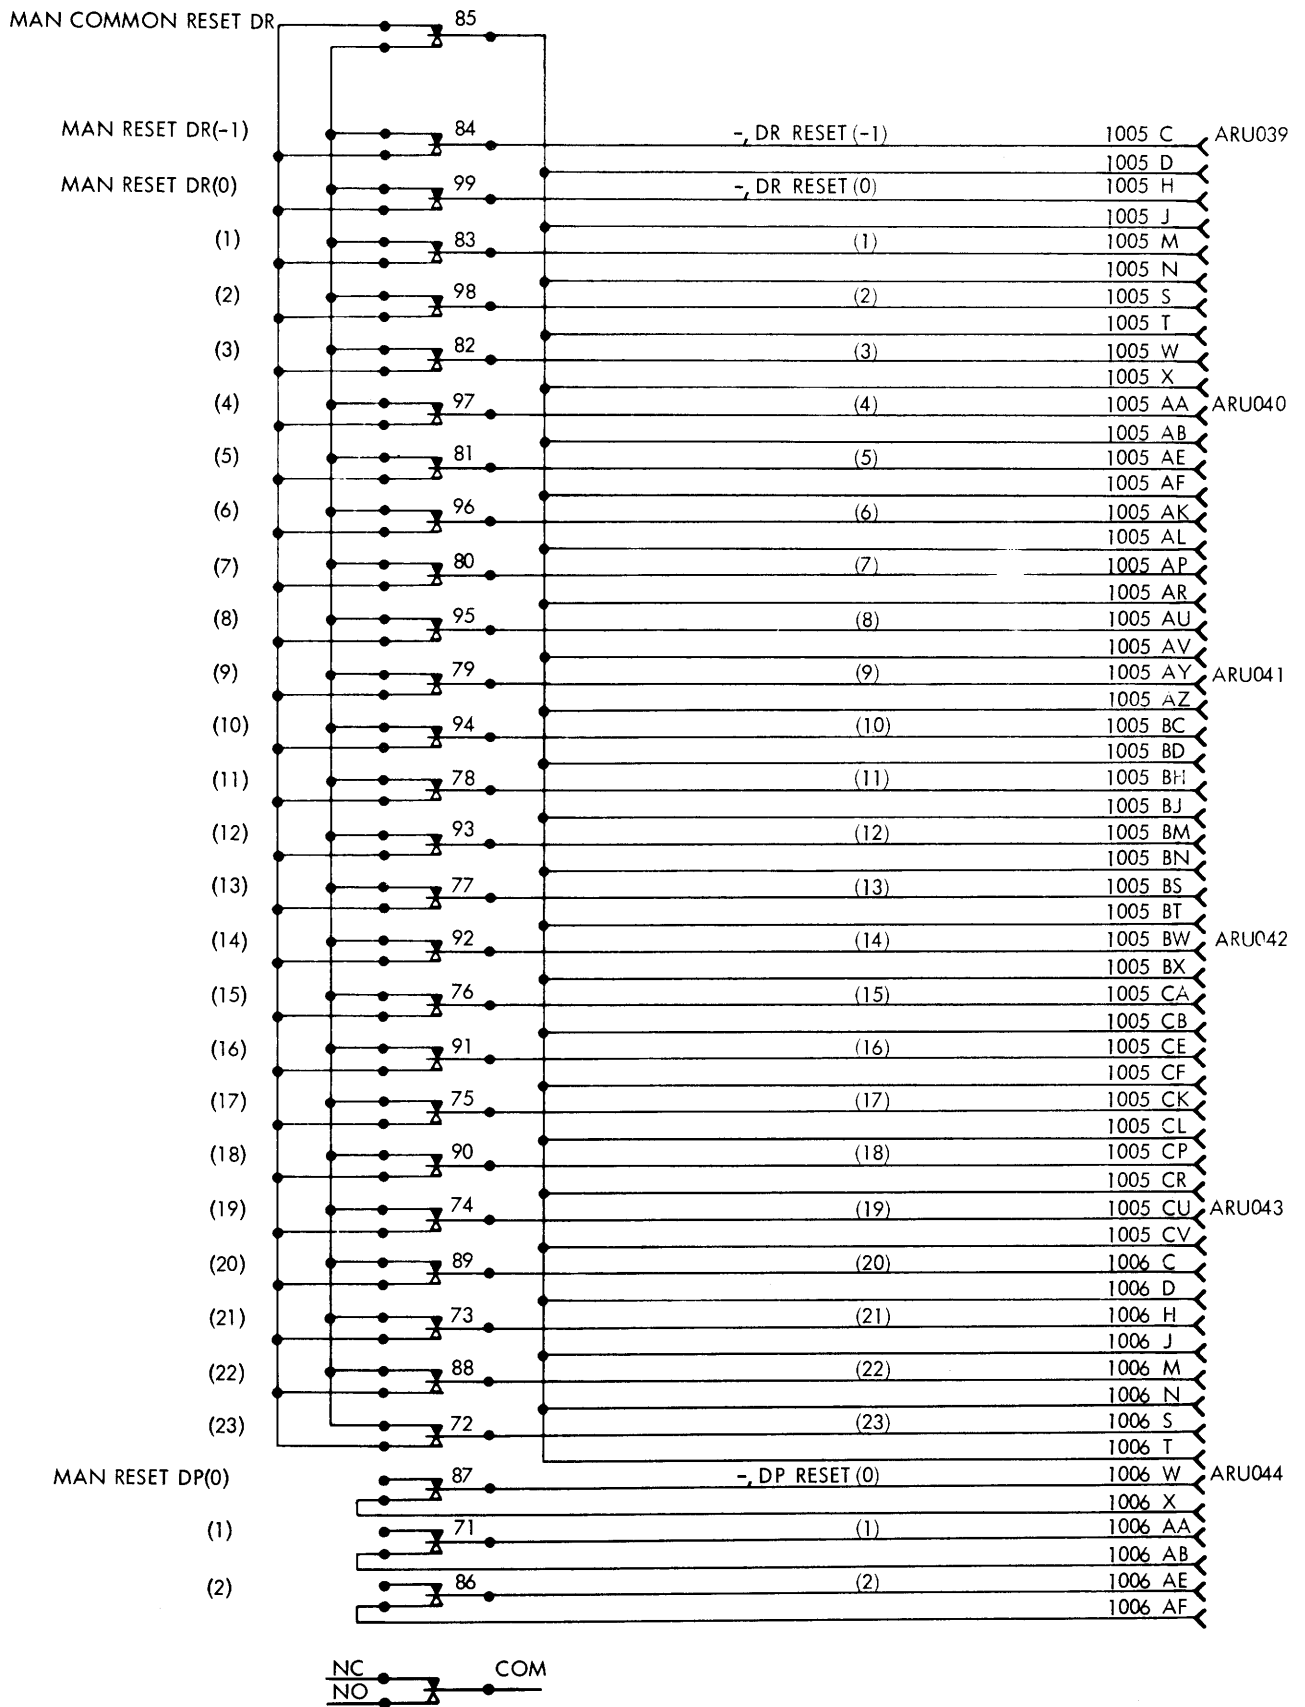 MAN COMMON RESET DR 85
MAN RESET DR(-1) 84 -, DR RESET (-1) 1005 C ARU039
1005 D
MAN RESET DR(0) 99 -, DR RESET (0) 1005 H
1005 J
(1) 83 (1) 1005 M
1005 N
(2) 98 (2) 1005 S
1005 T
(3) 82 (3) 1005 W
1005 X
(4) 97 (4) 1005 AA ARU040
1005 AB
(5) 81 (5) 1005 AE
1005 AF
(6) 96 (6) 1005 AK
1005 AL
(7) 80 (7) 1005 AP
1005 AR
(8) 95 (8) 1005 AU
1005 AV
(9) 79 (9) 1005 AY ARU041
1005 AZ
(10) 94 (10) 1005 BC
1005 BD
(11) 78 (11) 1005 BH
1005 BJ
(12) 93 (12) 1005 BM
1005 BN
(13) 77 (13) 1005 BS
1005 BT
(14) 92 (14) 1005 BW ARU042
1005 BX
(15) 76 (15) 1005 CA
1005 CB
(16) 91 (16) 1005 CE
1005 CF
(17) 75 (17) 1005 CK
1005 CL
(18) 90 (18) 1005 CP
1005 CR
(19) 74 (19) 1005 CU ARU043
1005 CV
(20) 89 (20) 1006 C
1006 D
(21) 73 (21) 1006 H
1006 J
(22) 88 (22) 1006 M
1006 N
(23) 72 (23) 1006 S
1006 T
MAN RESET DP(0) 87 -, DP RESET (0) 1006 W ARU044
1006 X
(1) 71 (1) 1006 AA
1006 AB
(2) 86 (2) 1006 AE
1006 AF
NC COM
NO